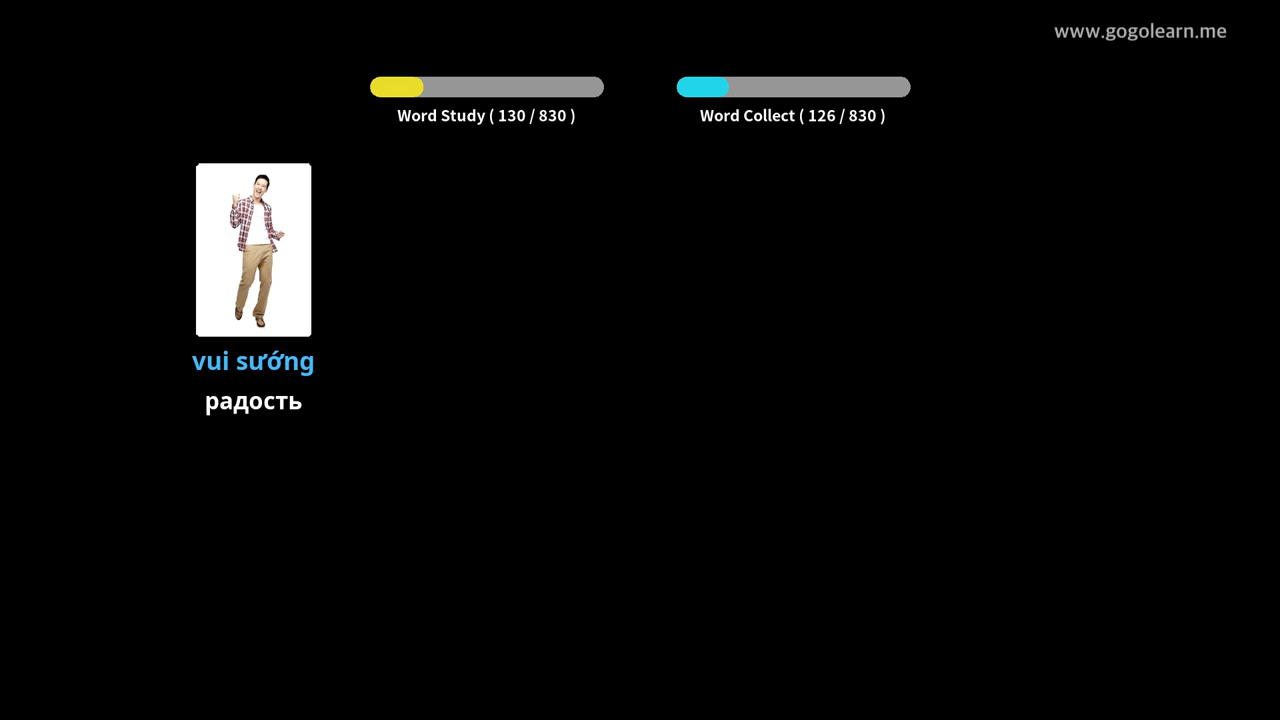 www.gogolearn.me
Word Study ( 130 / 830 )
Word Collect ( 126 / 830 )
vui sướng
радость